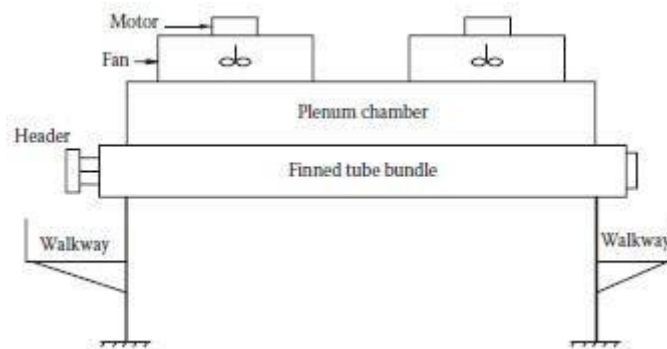 Motor
Fan
Plenum chamber
Header
Finned tube bundle
Walkway
Walkway